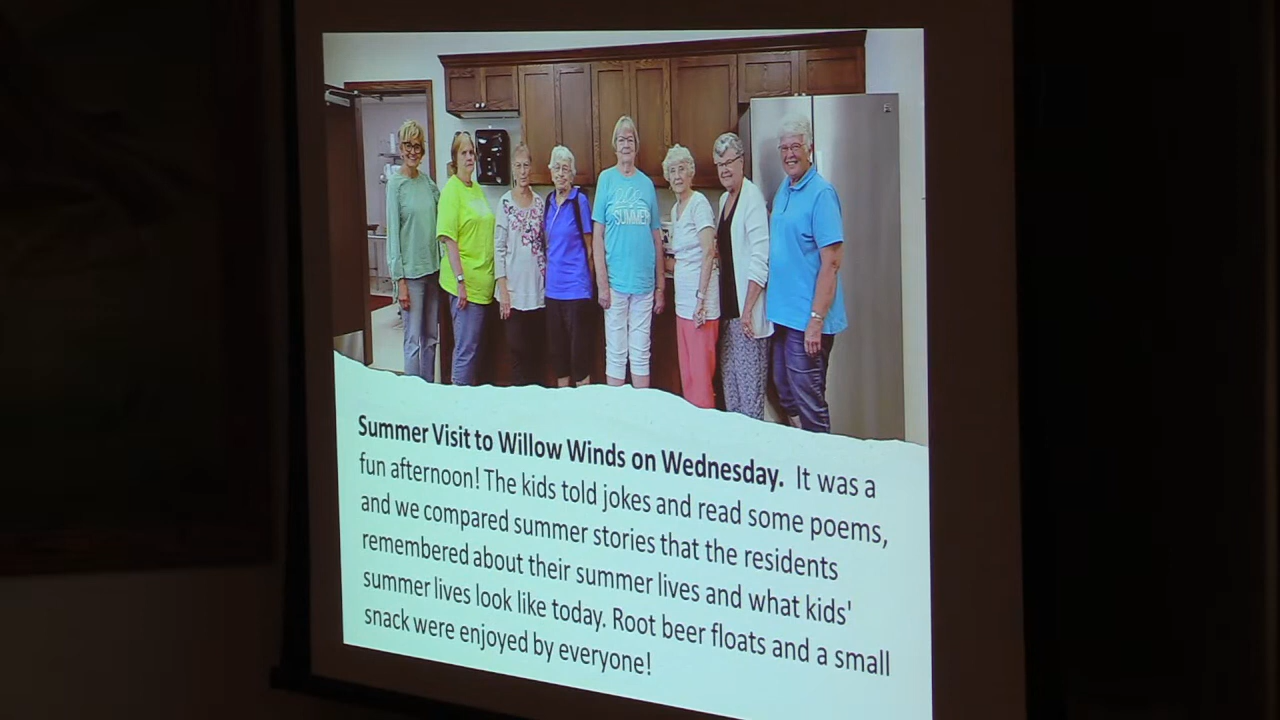 SUMMER
Summer Visit to Willow Winds on Wednesday. It was a
fun afternoon! The kids told jokes and read some poems,
and we compared summer stories that the residents
remembered about their summer lives and what kids'
summer lives look like today. Root beer floats and a small
snack were enjoyed by everyone!